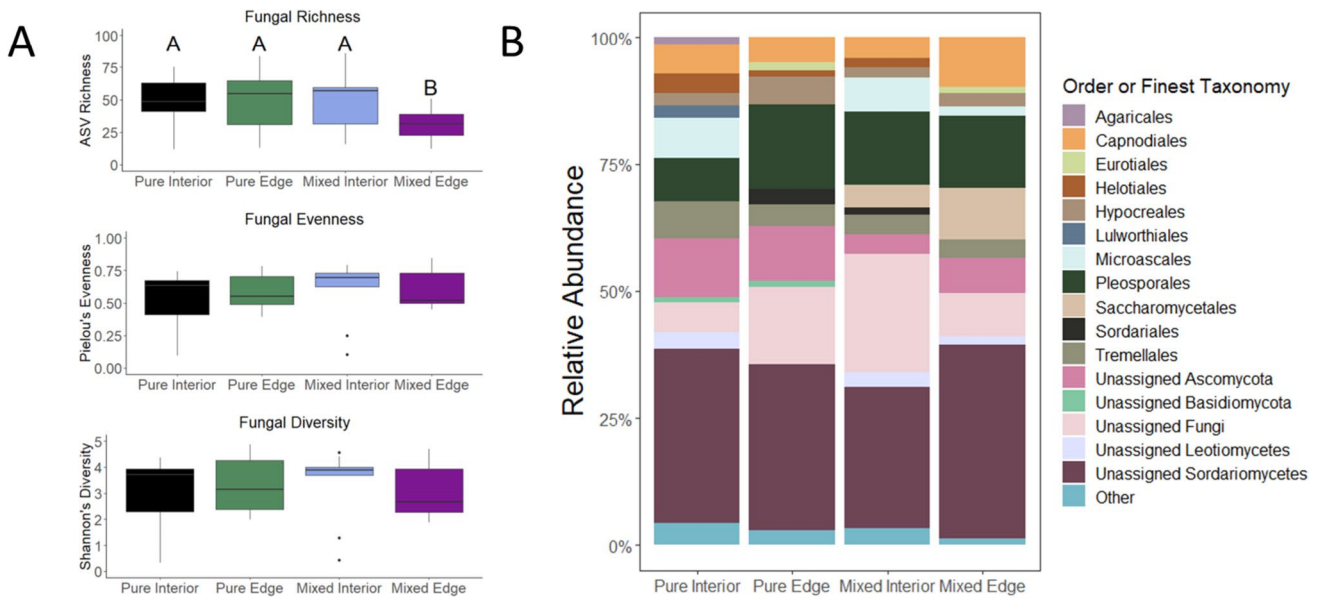 A
Fungal Richness
ASV Richness
100
75
50
25
0
A
A
A
B
Pure Interior
Pure Edge
Mixed Interior
Mixed Edge
Fungal Evenness
Pielou's Evenness
1.00
0.75
0.50
0.25
0.00
Pure Interior
Pure Edge
Mixed Interior
Mixed Edge
Fungal Diversity
Shannon's Diversity
5
4
3
2
1
0
Pure Interior
Pure Edge
Mixed Interior
Mixed Edge
B
Relative Abundance
100%
75%
50%
25%
0%
Pure Interior
Pure Edge
Mixed Interior
Mixed Edge
Order or Finest Taxonomy
Agaricales
Capnodiales
Eurotiales
Helotiales
Hypocreales
Lulworthiales
Microascales
Pleosporales
Saccharomycetales
Sordariales
Tremellales
Unassigned Ascomycota
Unassigned Basidiomycota
Unassigned Fungi
Unassigned Leotiomycetes
Unassigned Sordariomycetes
Other